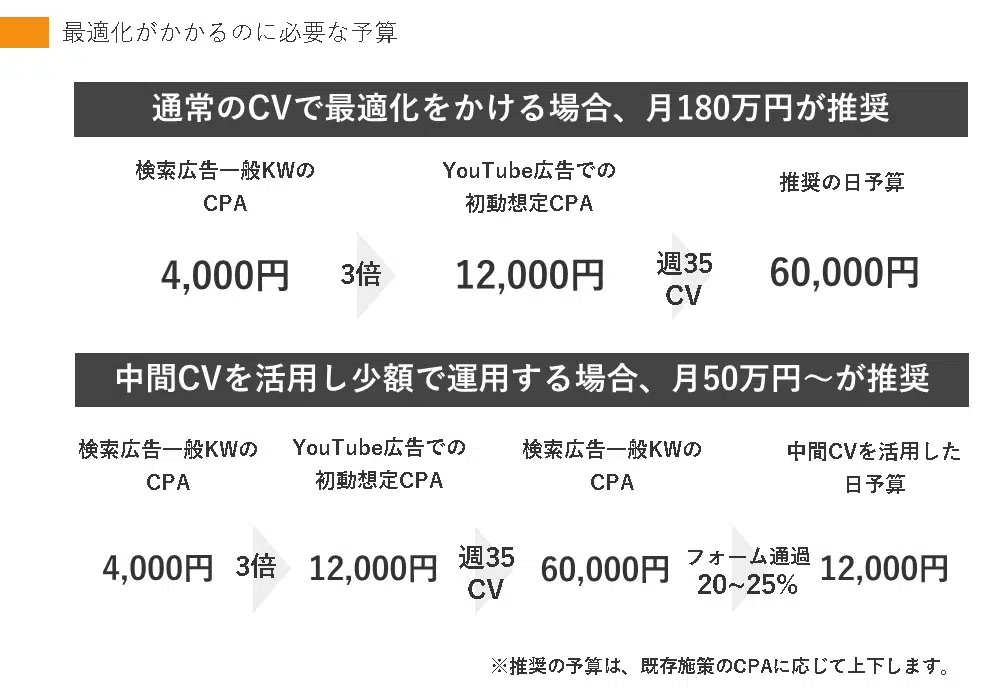 最適化がかかるのに必要な予算
通常のCVで最適化をかける場合、月180万円が推奨
検索広告一般KWの
CPA
YouTube広告での
初動想定CPA
推奨の日予算
4,000円
3倍
12,000円
週35
CV
60,000円
中間CVを活用し少額で運用する場合、月50万円～が推奨
検索広告一般KWの
CPA
YouTube広告での
初動想定CPA
検索広告一般KWの
CPA
中間CVを活用した
日予算
4,000円
3倍
12,000円
週35
CV
60,000円
フォーム通過
20~25%
12,000円
※推奨の予算は、既存施策のCPAに応じて上下します。